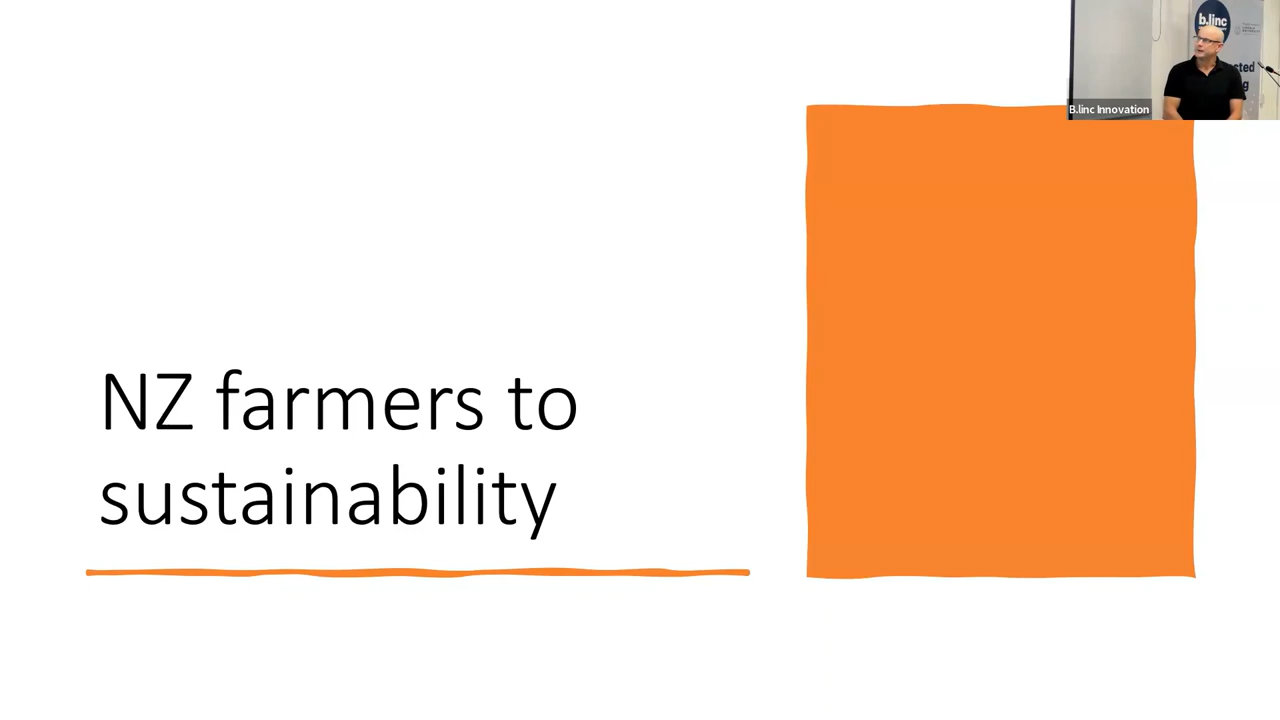 NZ farmers to
sustainability
b.linc
B.linc Innovation